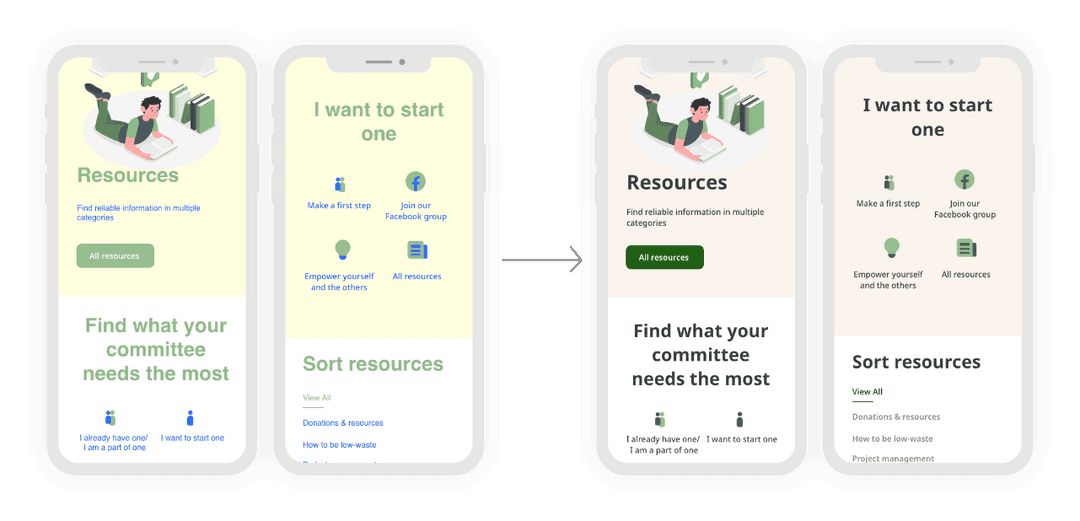 Resources
Find reliable information in multiple
categories
All resources
Find what your
committee
needs the most
I already have one/
I am a part of one
I want to start one
I want to start
one
Make a first step
Join our
Facebook group
Empower yourself
and the others
All resources
Sort resources
View All
Donations & resources
How to be low-waste
Resources
Find reliable information in multiple
categories
All resources
Find what your
committee
needs the most
I already have one/
I am a part of one
I want to start one
I want to start
one
Make a first step
Join our
Facebook group
Empower yourself
and the others
All resources
Sort resources
View All
Donations & resources
How to be low-waste
Project management